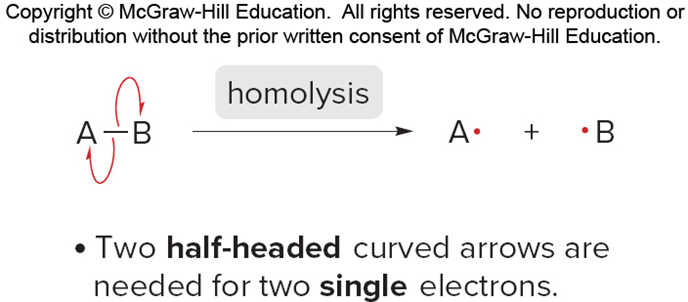 Copyright © McGraw-Hill Education.  All rights reserved. No reproduction or
distribution without the prior written consent of McGraw-Hill Education.
homolysis
A–B A• + •B
• Two half-headed curved arrows are
needed for two single electrons.